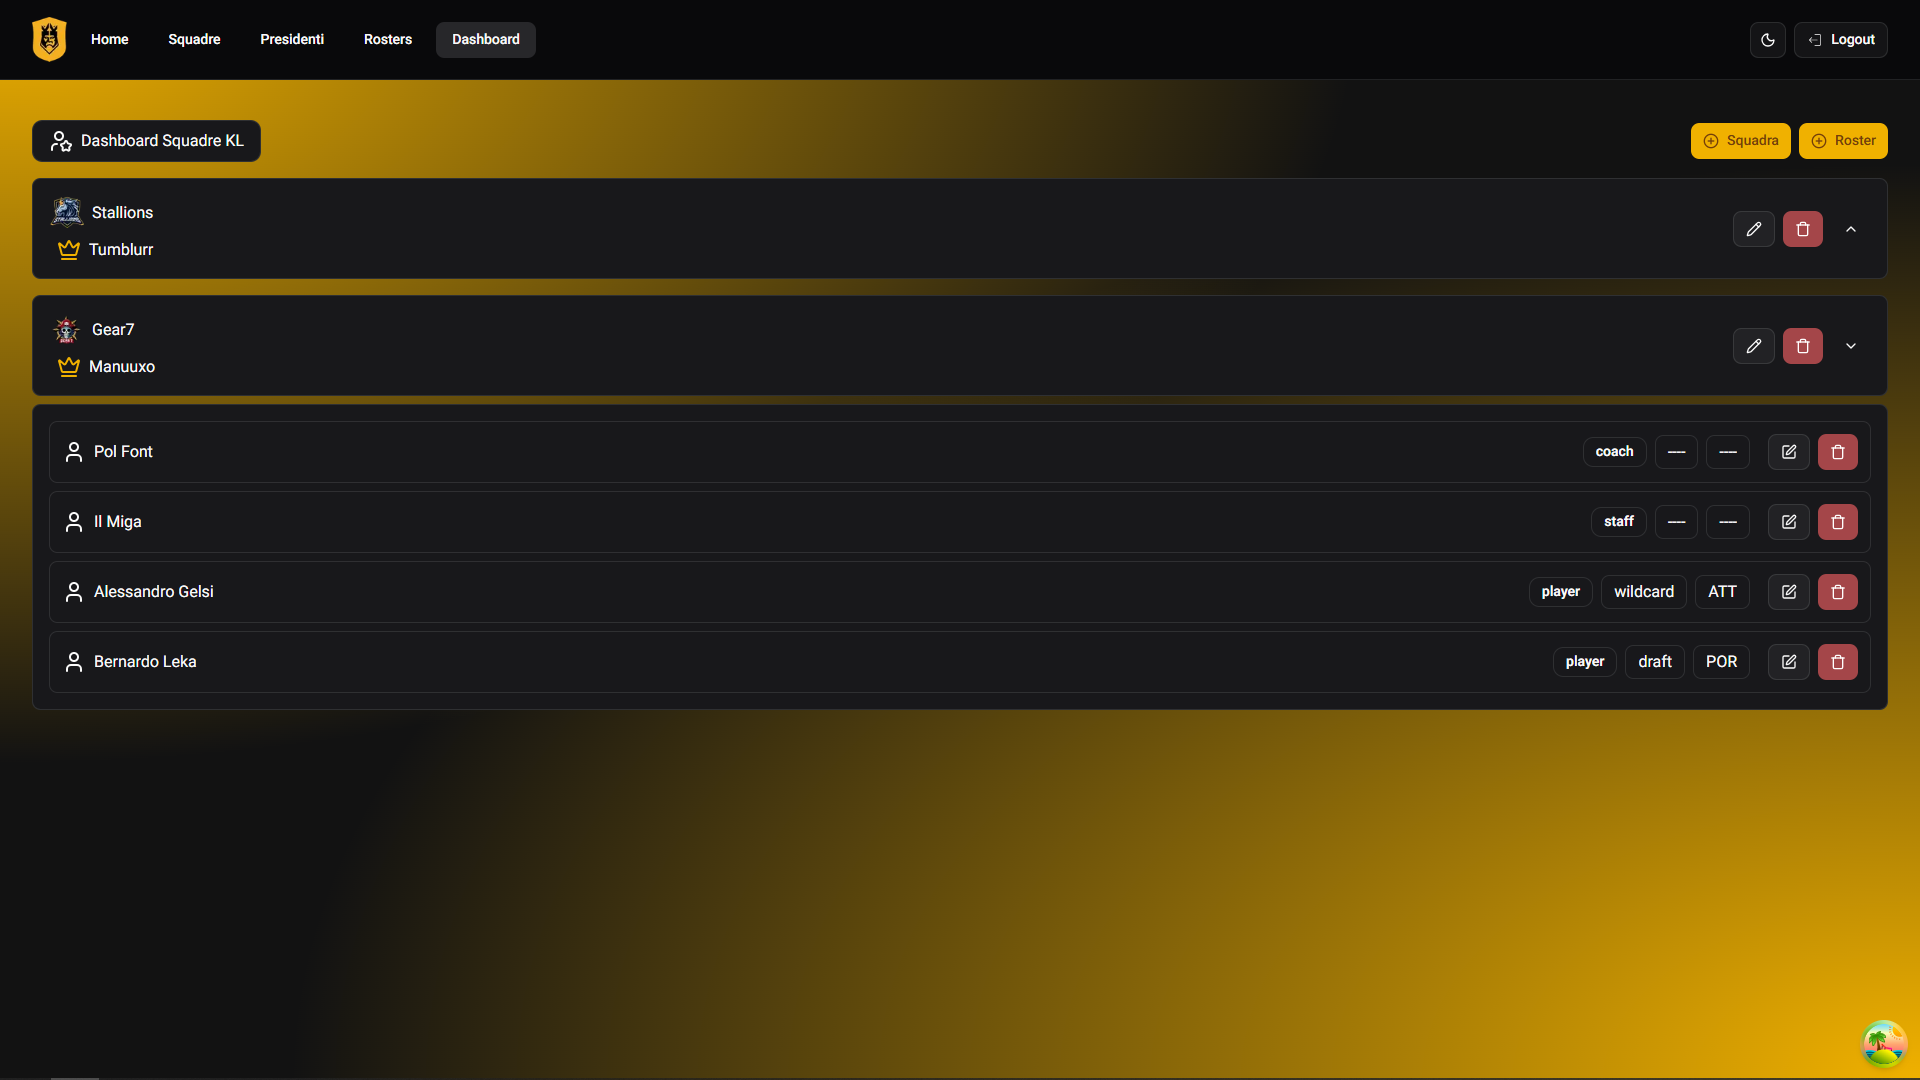 Home Squadre Presidenti Rosters Dashboard Logout
Dashboard Squadre KL Squadra Roster
Stallions
Tumblurr
Gear7
Manuuxo
Pol Font coach ---- ----
Il Miga staff ---- ----
Alessandro Gelsi player wildcard ATT
Bernardo Leka player draft POR